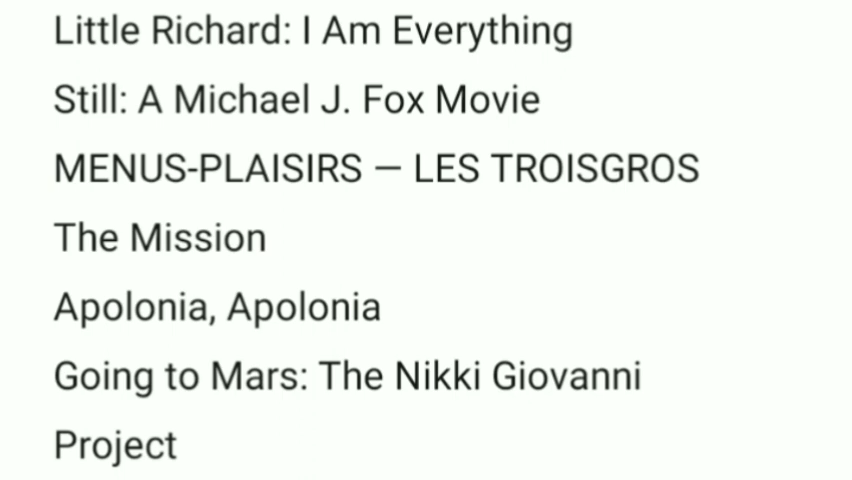 Little Richard: I Am Everything
Still: A Michael J. Fox Movie
MENUS-PLAISIRS — LES TROISGROS
The Mission
Apolonia, Apolonia
Going to Mars: The Nikki Giovanni
Project